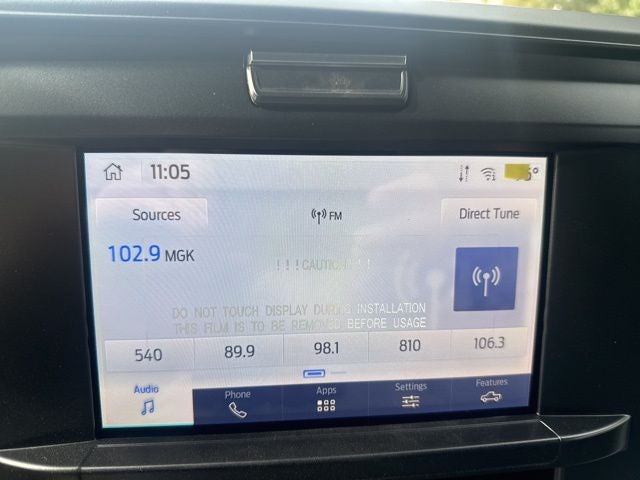 11:05
Sources
FM
Direct Tune
102.9 MGK
!!!CAUTION!!!
DO NOT TOUCH DISPLAY DURING INSTALLATION
THIS FILM IS TO BE REMOVED BEFORE USAGE
540 89.9 98.1 810 106.3
Audio Phone Apps Settings Features